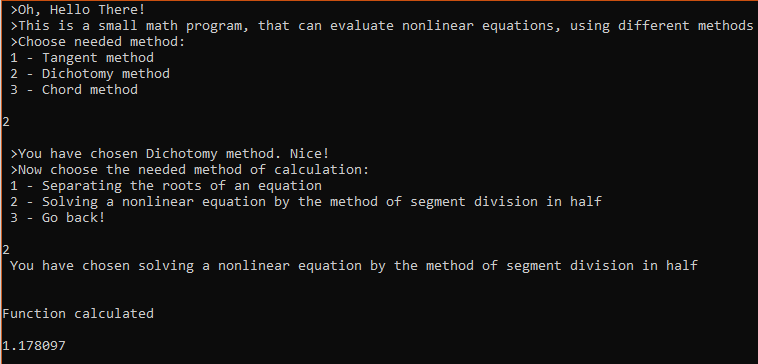 >Oh, Hello There!
>This is a small math program, that can evaluate nonlinear equations, using different methods
>Choose needed method:
1 - Tangent method
2 - Dichotomy method
3 - Chord method
2
>You have chosen Dichotomy method. Nice!
>Now choose the needed method of calculation:
1 - Separating the roots of an equation
2 - Solving a nonlinear equation by the method of segment division in half
3 - Go back!
2
You have chosen solving a nonlinear equation by the method of segment division in half
Function calculated
1.178097